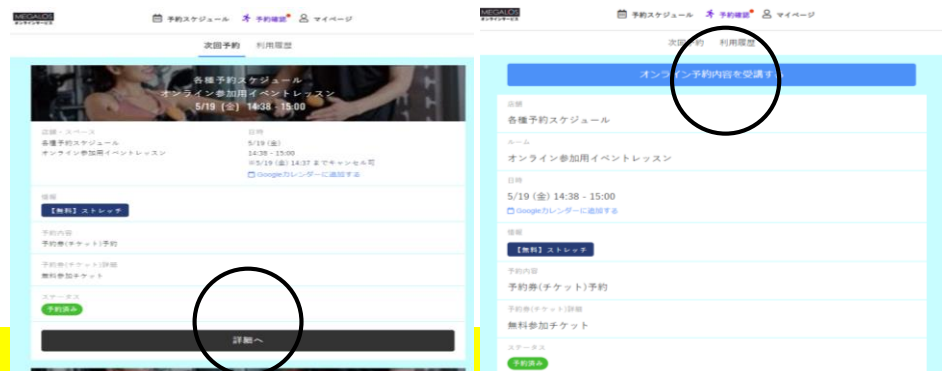 MEGALOS
オンラインサービス
予約スケジュール
予約確認
マイページ
次回予約
利用履歴
各種予約スケジュール
オンライン参加用イベントレッスン
5/19 (金) 14:38 - 15:00
店舗・スペース
各種予約スケジュール
オンライン参加用イベントレッスン
日時
5/19 (金)
14:38 - 15:00
※5/19 (金) 14:37 までキャンセル可
Googleカレンダーに追加する
情報
【無料】ストレッチ
予約内容
予約券(チケット)予約
予約券(チケット)詳細
無料参加チケット
ステータス
予約済み
詳細へ
MEGALOS
オンラインサービス
予約スケジュール
予約確認
マイページ
次回予約
利用履歴
オンライン予約内容を受講する
店舗
各種予約スケジュール
ルーム
オンライン参加用イベントレッスン
日時
5/19 (金) 14:38 - 15:00
Googleカレンダーに追加する
情報
【無料】ストレッチ
予約内容
予約券(チケット)予約
予約券(チケット)詳細
無料参加チケット
ステータス
予約済み